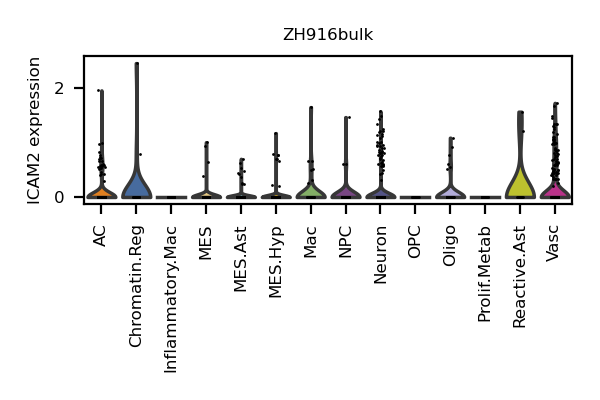 ZH916bulk
ICAM2 expression
2
0
AC
Chromatin.Reg
Inflammatory.Mac
MES
MES.Ast
MES.Hyp
Mac
NPC
Neuron
OPC
Oligo
Prolif.Metab
Reactive.Ast
Vasc